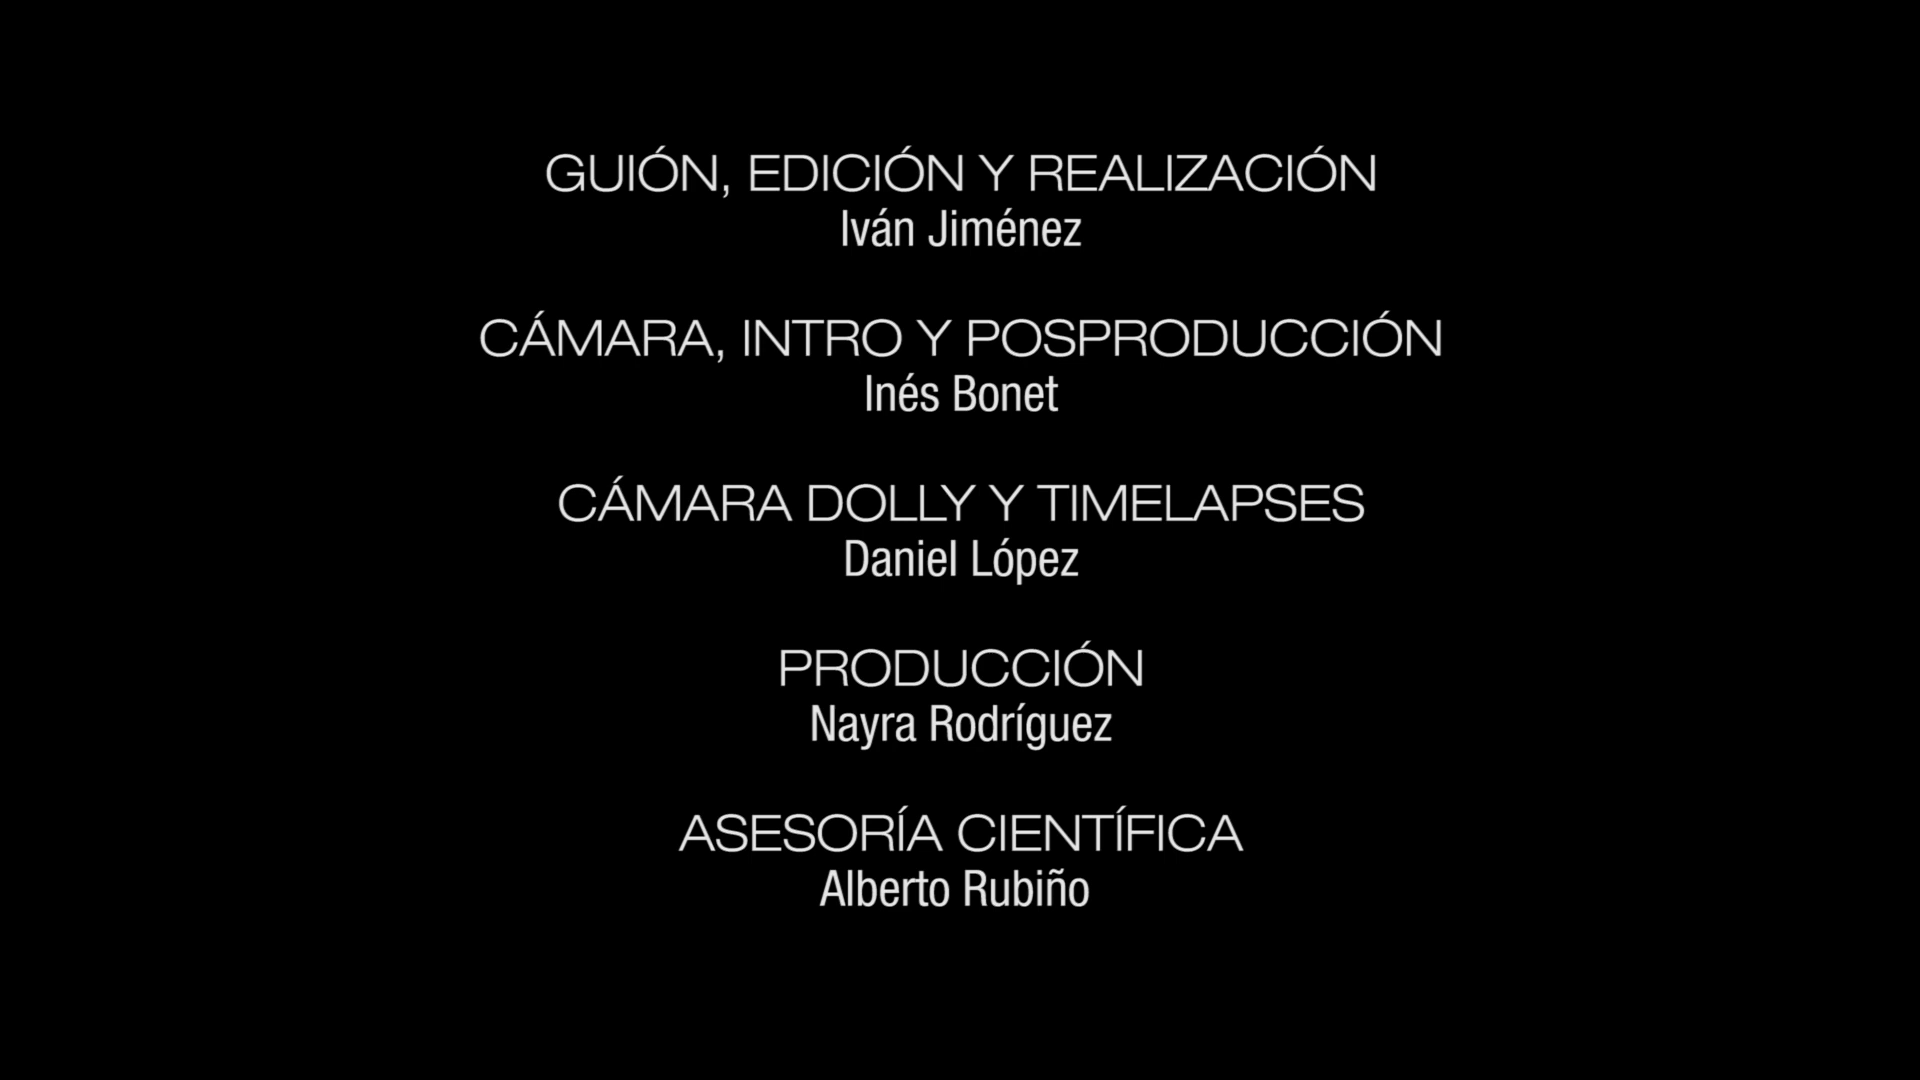 GUIÓN, EDICIÓN Y REALIZACIÓN
Iván Jiménez
CÁMARA, INTRO Y POSPRODUCCIÓN
Inés Bonet
CÁMARA DOLLY Y TIMELAPSES
Daniel López
PRODUCCIÓN
Nayra Rodríguez
ASESORÍA CIENTÍFICA
Alberto Rubiño